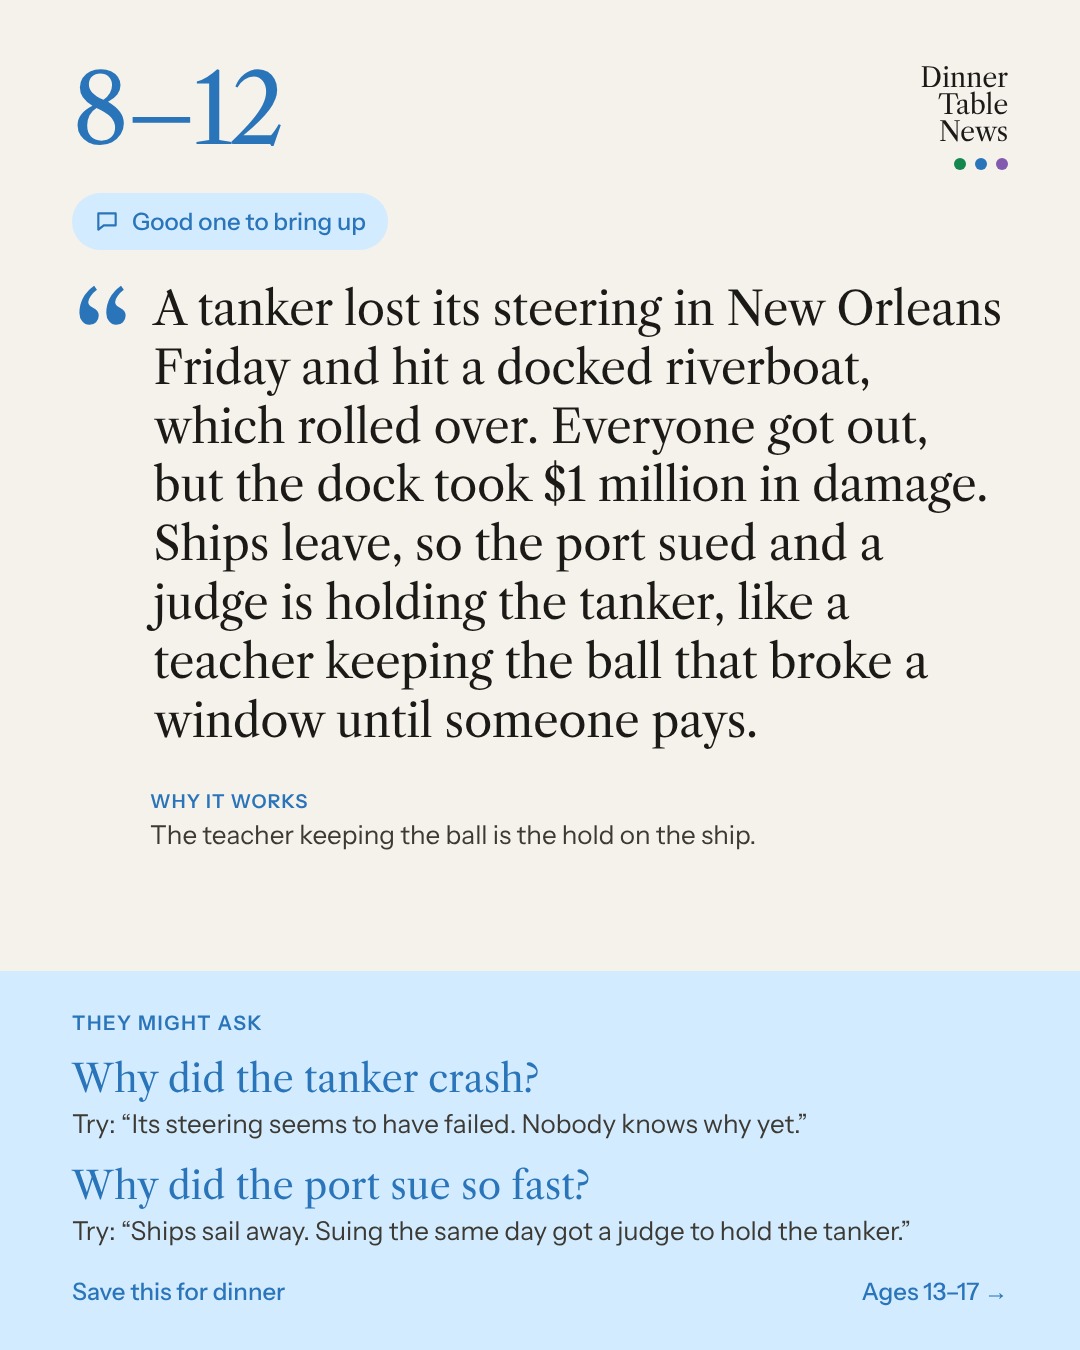 8–12
Dinner
Table
News
Good one to bring up
“ A tanker lost its steering in New Orleans
Friday and hit a docked riverboat,
which rolled over. Everyone got out,
but the dock took $1 million in damage.
Ships leave, so the port sued and a
judge is holding the tanker, like a
teacher keeping the ball that broke a
window until someone pays.
WHY IT WORKS
The teacher keeping the ball is the hold on the ship.
THEY MIGHT ASK
Why did the tanker crash?
Try: “Its steering seems to have failed. Nobody knows why yet.”
Why did the port sue so fast?
Try: “Ships sail away. Suing the same day got a judge to hold the tanker.”
Save this for dinner
Ages 13–17 →